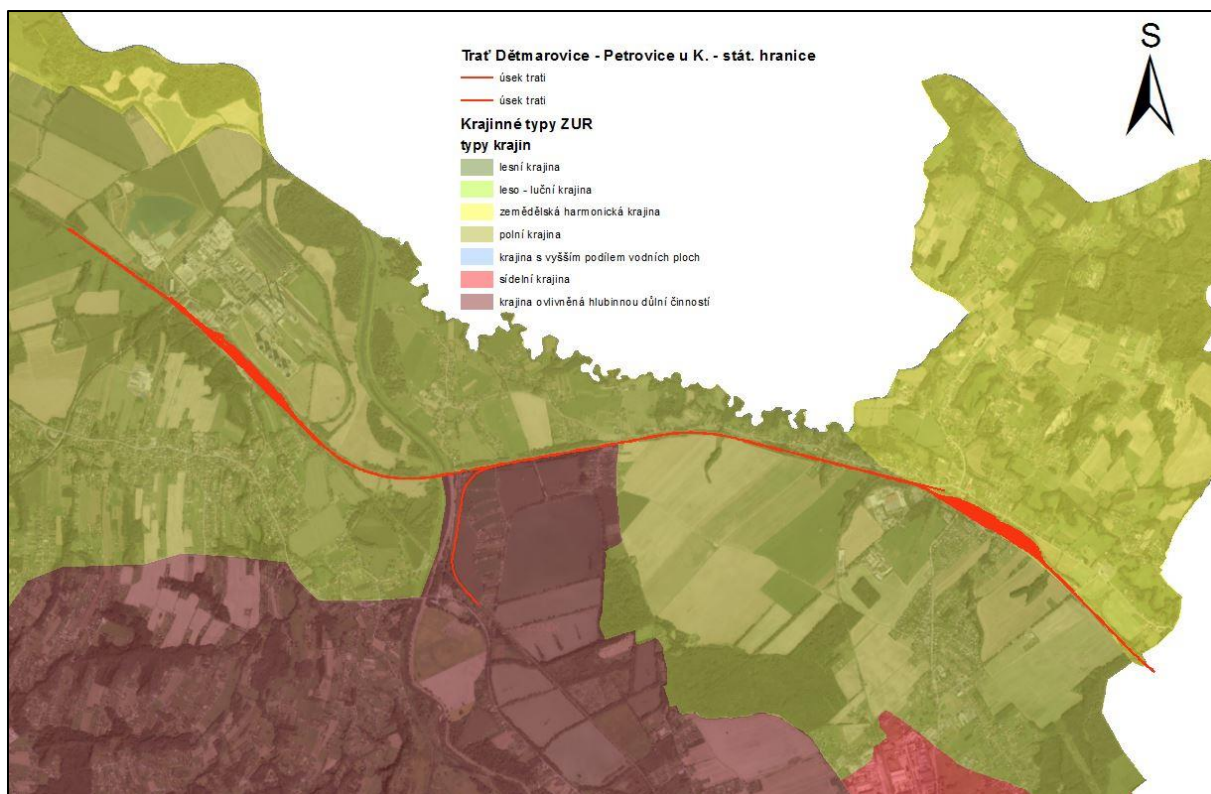 Trať Dětmarovice - Petrovice u K. - stát. hranice
úsek trati
úsek trati
Krajinné typy ZUR
typy krajin
lesní krajina
leso - luční krajina
zemědělská harmonická krajina
polní krajina
krajina s vyšším podílem vodních ploch
sídelní krajina
krajina ovlivněná hlubinnou důlní činností
S